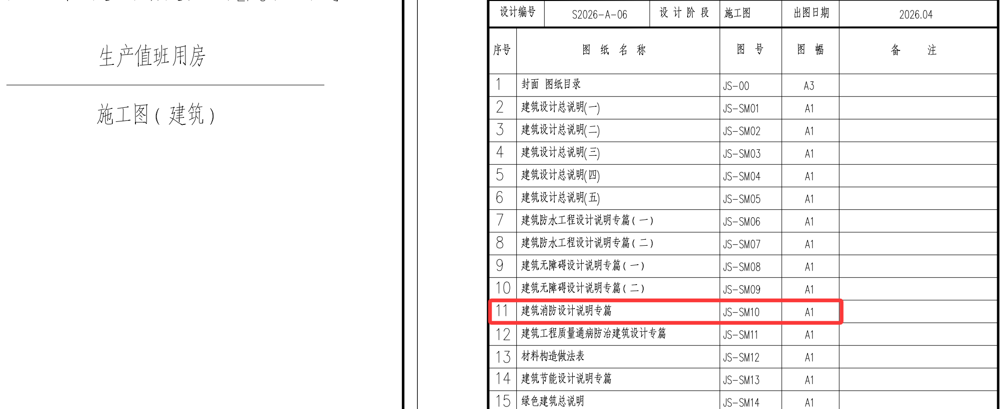 生产值班用房
施工图(建筑)
设计编号 S2026-A-06 设计阶段 施工图 出图日期 2026.04
序号 图纸名称 图号 图幅 备注
1 封面 图纸目录 JS-00 A3
2 建筑设计总说明(一) JS-SM01 A1
3 建筑设计总说明(二) JS-SM02 A1
4 建筑设计总说明(三) JS-SM03 A1
5 建筑设计总说明(四) JS-SM04 A1
6 建筑设计总说明(五) JS-SM05 A1
7 建筑防水工程设计说明专篇(一) JS-SM06 A1
8 建筑防水工程设计说明专篇(二) JS-SM07 A1
9 建筑无障碍设计说明专篇(一) JS-SM08 A1
10 建筑无障碍设计说明专篇(二) JS-SM09 A1
11 建筑消防设计说明专篇 JS-SM10 A1
12 建筑工程质量通病防治建筑设计专篇 JS-SM11 A1
13 材料构造做法表 JS-SM12 A1
14 建筑节能设计说明专篇 JS-SM13 A1
15 绿色建筑总说明 JS-SM14 A1